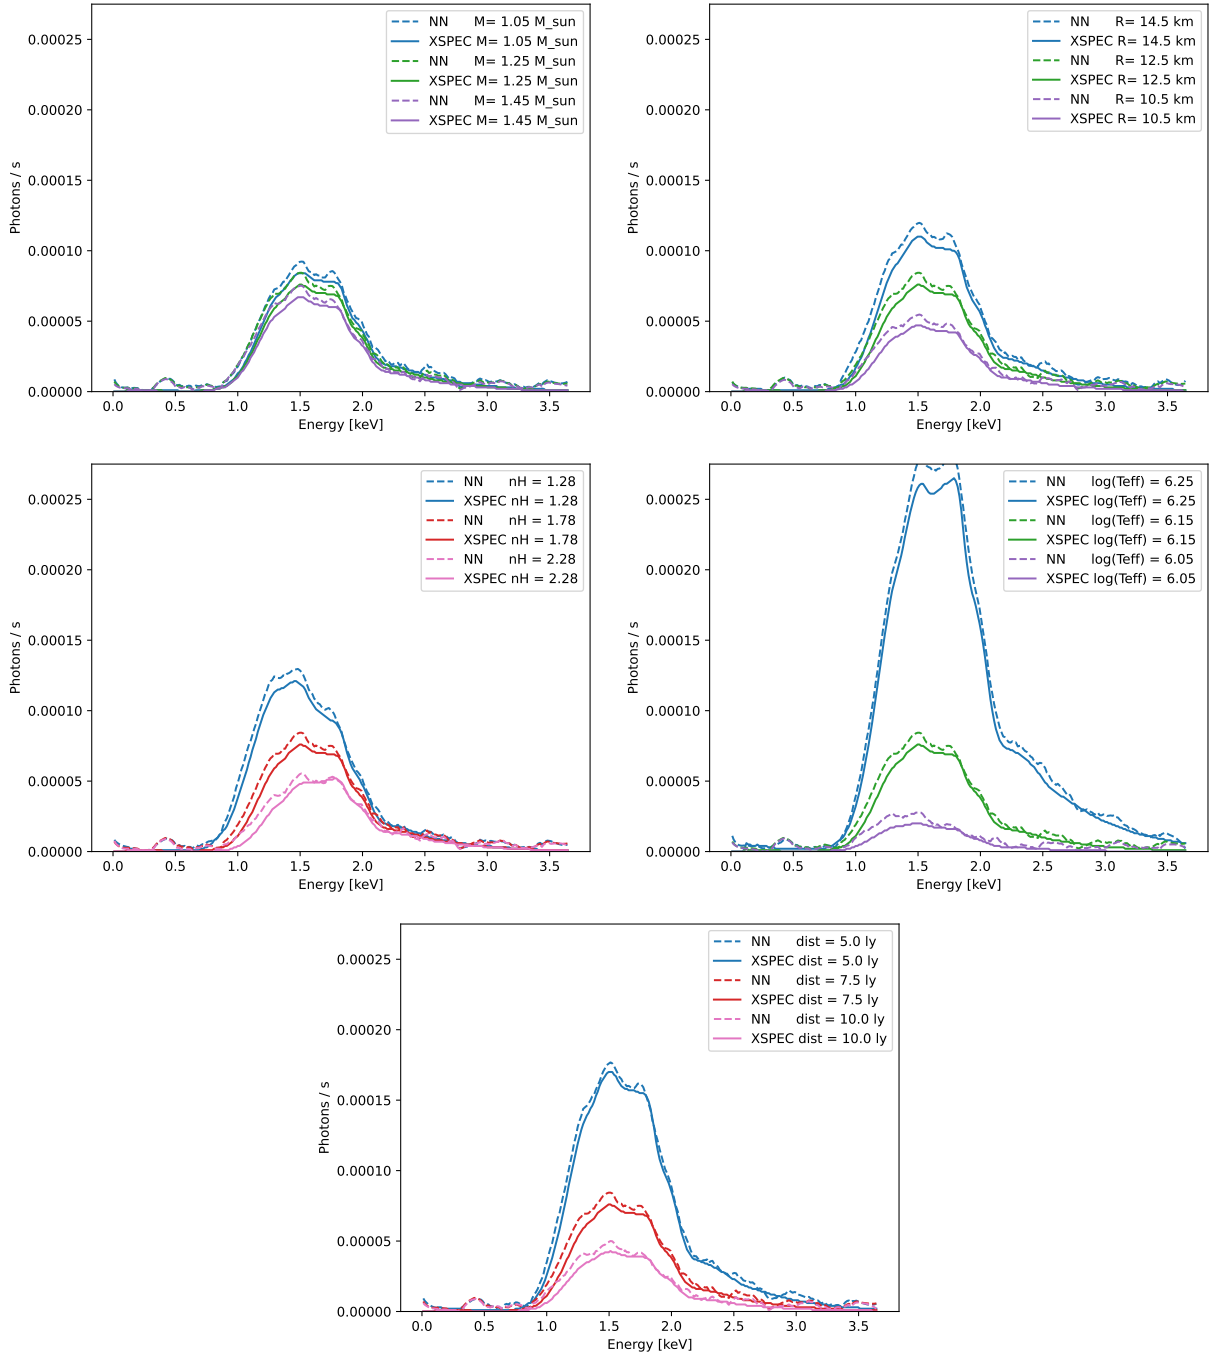 0.00025
0.00020
0.00015
0.00010
0.00005
0.00000
Photons / s
0.0 0.5 1.0 1.5 2.0 2.5 3.0 3.5
Energy [keV]
NN M= 1.05 M_sun
XSPEC M= 1.05 M_sun
NN M= 1.25 M_sun
XSPEC M= 1.25 M_sun
NN M= 1.45 M_sun
XSPEC M= 1.45 M_sun
0.00025
0.00020
0.00015
0.00010
0.00005
0.00000
Photons / s
0.0 0.5 1.0 1.5 2.0 2.5 3.0 3.5
Energy [keV]
NN R= 14.5 km
XSPEC R= 14.5 km
NN R= 12.5 km
XSPEC R= 12.5 km
NN R= 10.5 km
XSPEC R= 10.5 km
0.00025
0.00020
0.00015
0.00010
0.00005
0.00000
Photons / s
0.0 0.5 1.0 1.5 2.0 2.5 3.0 3.5
Energy [keV]
NN nH = 1.28
XSPEC nH = 1.28
NN nH = 1.78
XSPEC nH = 1.78
NN nH = 2.28
XSPEC nH = 2.28
0.00025
0.00020
0.00015
0.00010
0.00005
0.00000
Photons / s
0.0 0.5 1.0 1.5 2.0 2.5 3.0 3.5
Energy [keV]
NN log(Teff) = 6.25
XSPEC log(Teff) = 6.25
NN log(Teff) = 6.15
XSPEC log(Teff) = 6.15
NN log(Teff) = 6.05
XSPEC log(Teff) = 6.05
0.00025
0.00020
0.00015
0.00010
0.00005
0.00000
Photons / s
0.0 0.5 1.0 1.5 2.0 2.5 3.0 3.5
Energy [keV]
NN dist = 5.0 ly
XSPEC dist = 5.0 ly
NN dist = 7.5 ly
XSPEC dist = 7.5 ly
NN dist = 10.0 ly
XSPEC dist = 10.0 ly